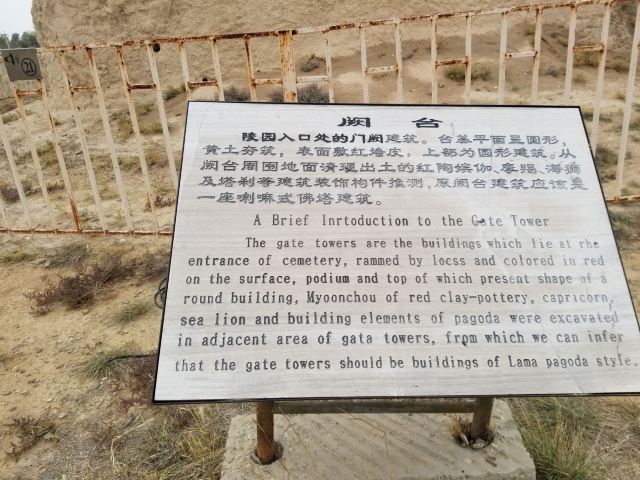 21
阙台
陵园入口处的门阙建筑。台基平面呈圆形，
黄土夯筑，表面敷红墙皮，上部为圆形建筑。从
阙台周围地面清理出土的红陶嫔伽、摩羯、海狮
及塔刹等建筑装饰构件推测，原阙台建筑应该是
一座喇嘛式佛塔建筑。
A Brief Inrtoduction to the Gate Tower
The gate towers are the buildings which lie at the
entrance of cemetery, rammed by locss and colored in red
on the surface, podium and top of which present shape of a
round building, Myoonchou of red clay-pottery, capricorn,
sea lion and building elements of pagoda were excavated
in adjacent area of gata towers, from which we can infer
that the gate towers should be buildings of Lama pagoda style.